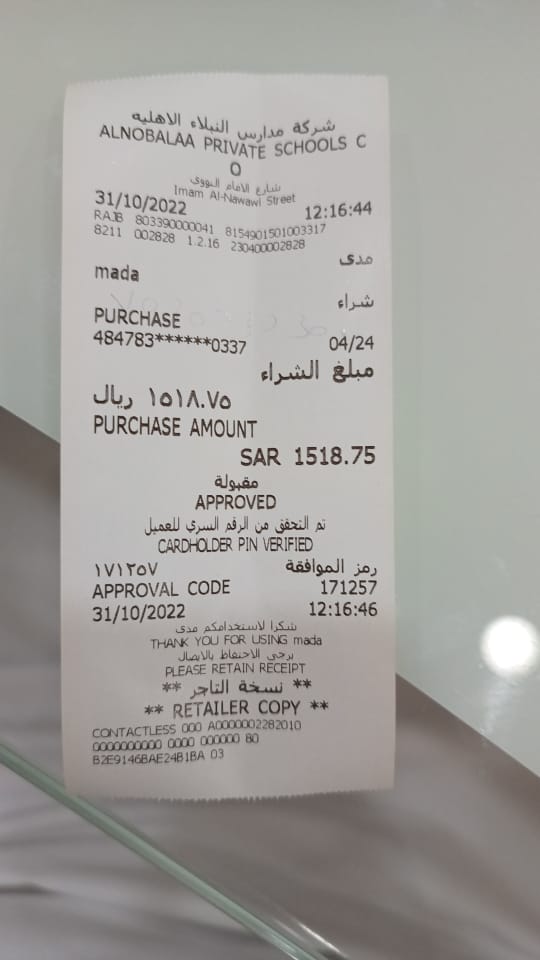 شركة مدارس النبلاء الاهليه
ALNOBALAA PRIVATE SCHOOLS C
O
شارع الامام النووي
Imam Al-Nawawi Street
31/10/2022 12:16:44
RAJB 803390000041 8154901501003317
8211 002828 1.2.16 230400002828
مدى
mada
شراء
PURCHASE
484783******0337 04/24
مبلغ الشراء
١٥١٨.٧٥ ريال
PURCHASE AMOUNT
SAR 1518.75
مقبولة
APPROVED
تم التحقق من الرقم السري للعميل
CARDHOLDER PIN VERIFIED
رمز الموافقة ١٧١٢٥٧
APPROVAL CODE 171257
31/10/2022 12:16:46
شكرا لاستخدامكم مدى
THANK YOU FOR USING mada
يرجى الاحتفاظ بالايصال
PLEASE RETAIN RECEIPT
** نسخة التاجر **
** RETAILER COPY **
CONTACTLESS 000 A0000002282010
0000000000 0000 000000 80
B2E9146BAE24B1BA 03